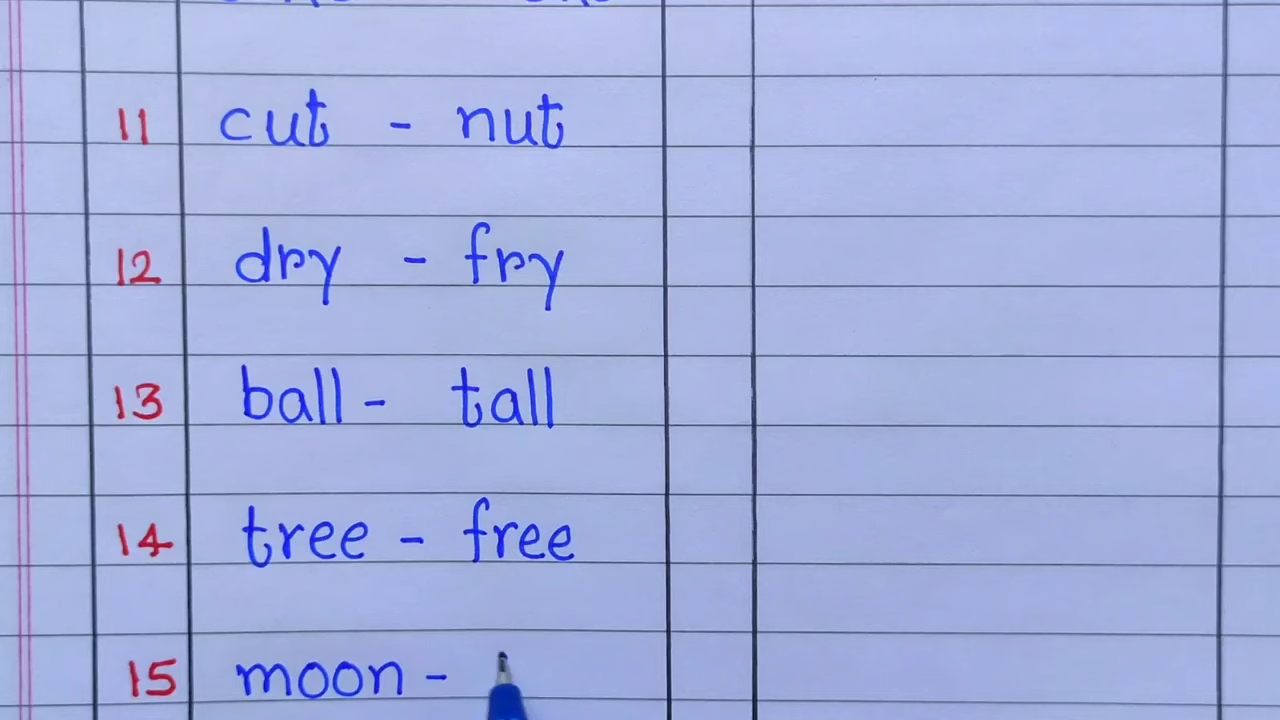 11 cut - nut
12 dry - fry
13 ball - tall
14 tree - free
15 moon -